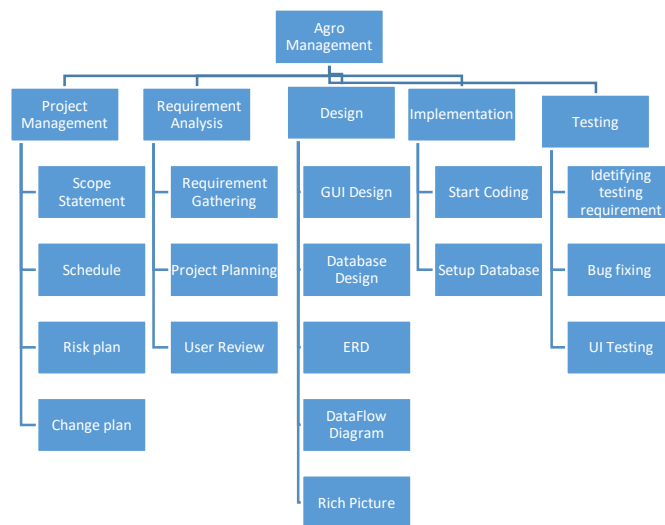 Agro
Management
Project
Management
Requirement
Analysis
Design
Implementation
Testing
Scope
Statement
Schedule
Risk plan
Change plan
Requirement
Gathering
Project Planning
User Review
GUI Design
Database
Design
ERD
DataFlow
Diagram
Rich Picture
Start Coding
Setup Database
Idetifying
testing
requirement
Bug fixing
UI Testing